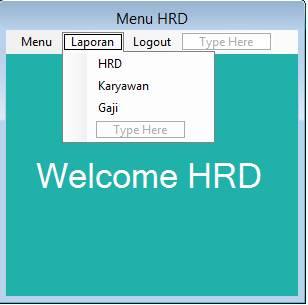 Menu HRD
Menu Laporan Logout Type Here
HRD
Karyawan
Gaji
Type Here
Welcome HRD